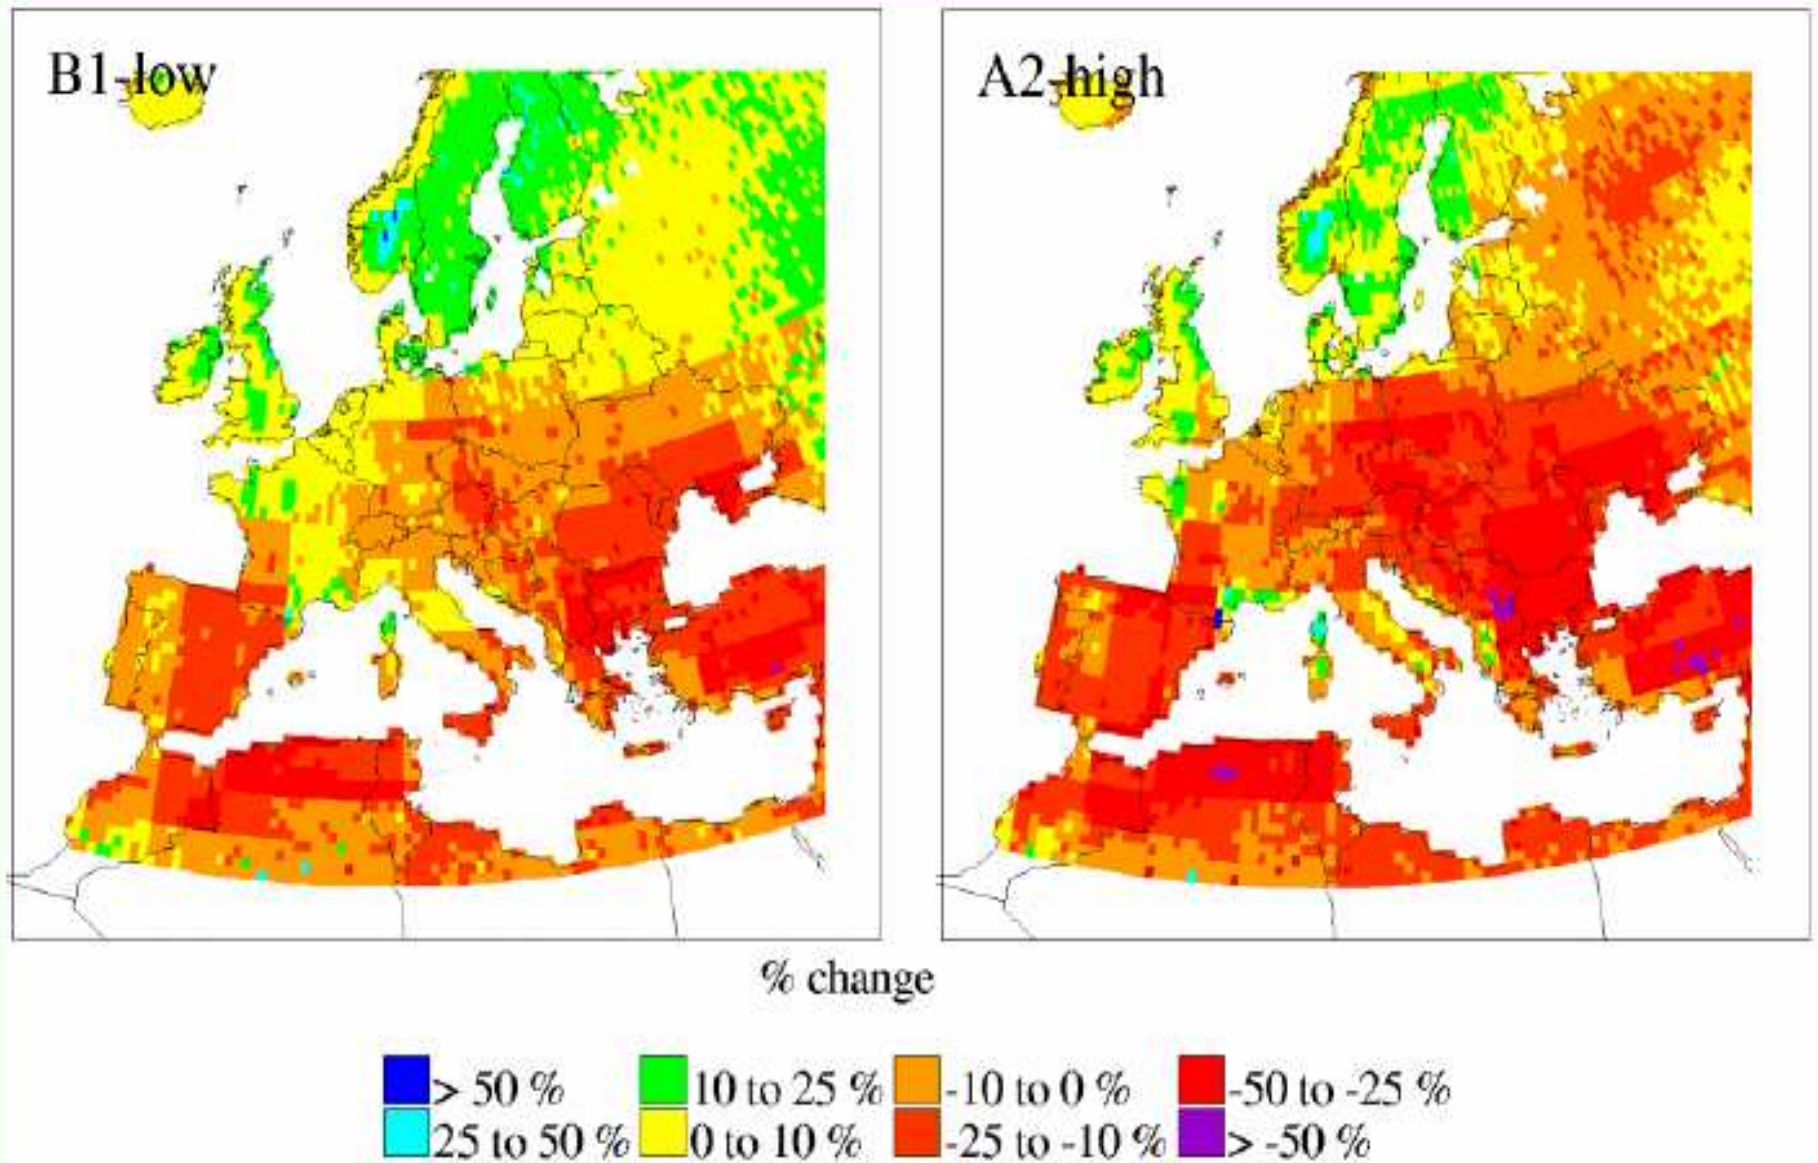 B1-low
A2-high
% change
> 50 %
10 to 25 %
-10 to 0 %
-50 to -25 %
25 to 50 %
0 to 10 %
-25 to -10 %
> -50 %